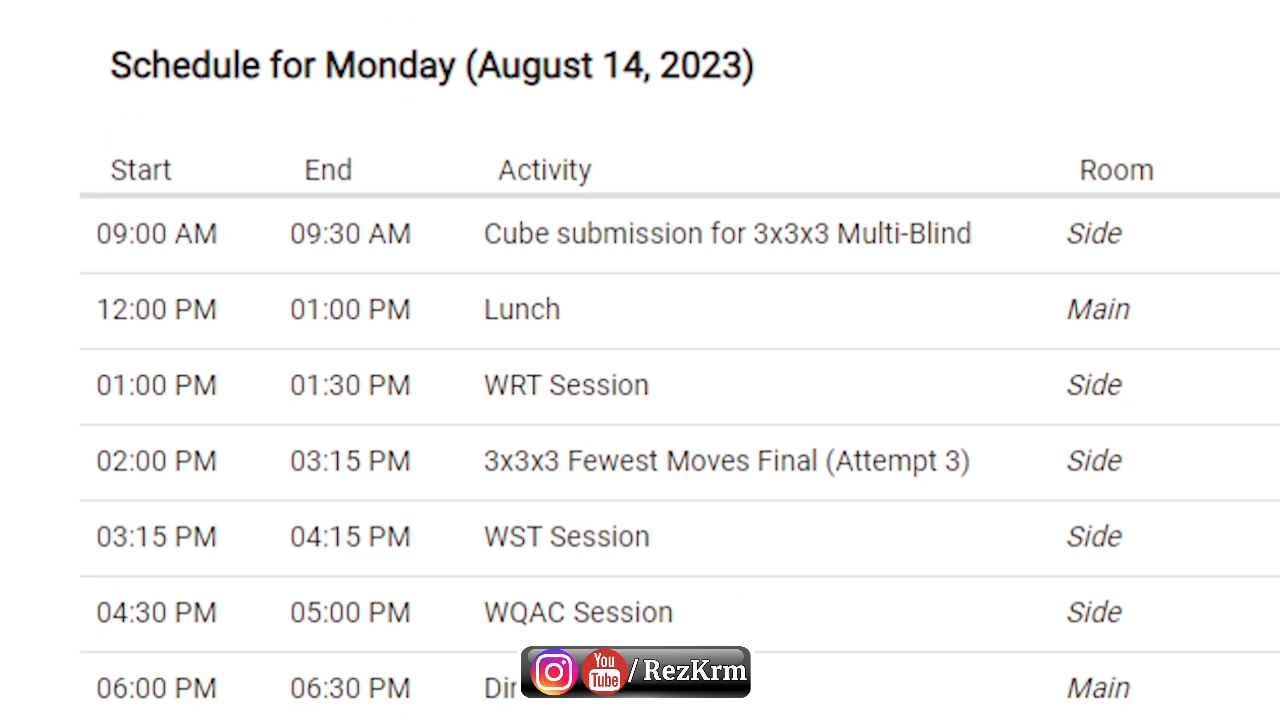 Schedule for Monday (August 14, 2023)
Start End Activity Room
09:00 AM 09:30 AM Cube submission for 3x3x3 Multi-Blind Side
12:00 PM 01:00 PM Lunch Main
01:00 PM 01:30 PM WRT Session Side
02:00 PM 03:15 PM 3x3x3 Fewest Moves Final (Attempt 3) Side
03:15 PM 04:15 PM WST Session Side
04:30 PM 05:00 PM WQAC Session Side
You Tube / RezKrm
06:00 PM 06:30 PM Main